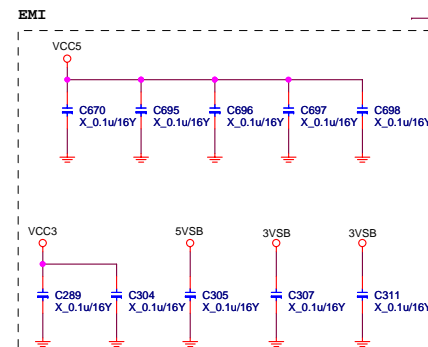 EMI
VCC5
C670 C695 C696 C697 C698
X_0.1u/16Y X_0.1u/16Y X_0.1u/16Y X_0.1u/16Y X_0.1u/16Y
VCC3 5VSB 3VSB 3VSB
C289 C304 C305 C307 C311
X_0.1u/16Y X_0.1u/16Y X_0.1u/16Y X_0.1u/16Y X_0.1u/16Y